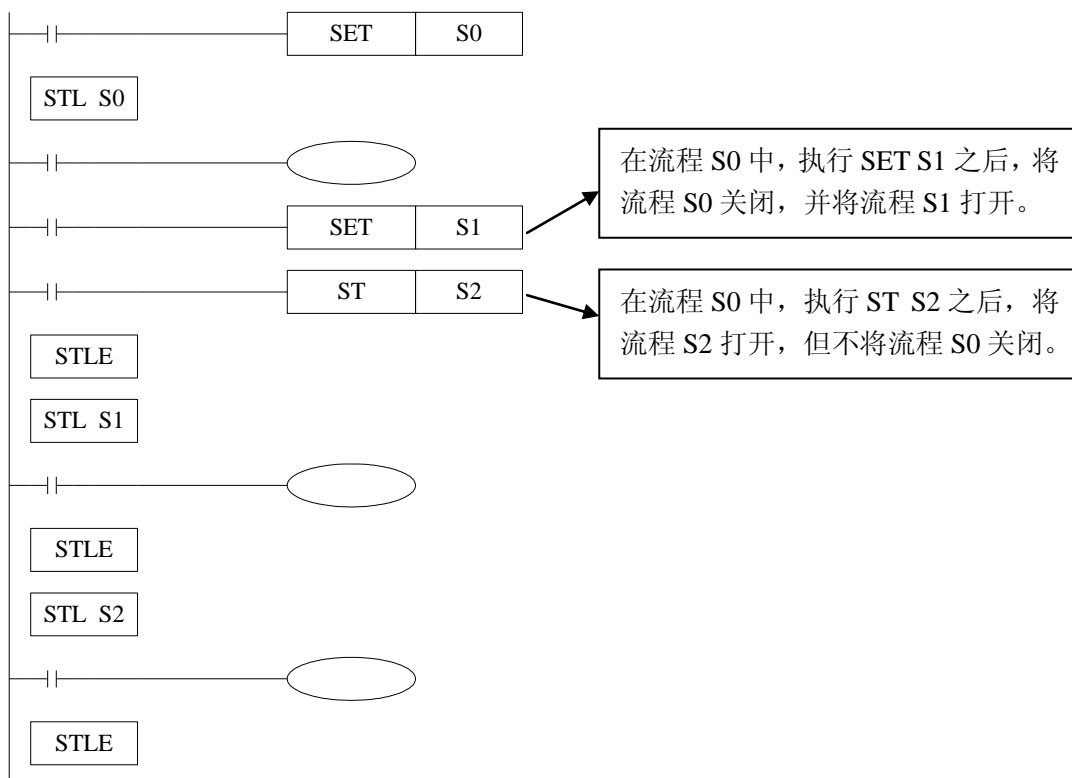 SET S0
STL S0
在流程 S0 中，执行 SET S1 之后，将
流程 S0 关闭，并将流程 S1 打开。
SET S1
ST S2
在流程 S0 中，执行 ST S2 之后，将
流程 S2 打开，但不将流程 S0 关闭。
STLE
STL S1
STLE
STL S2
STLE